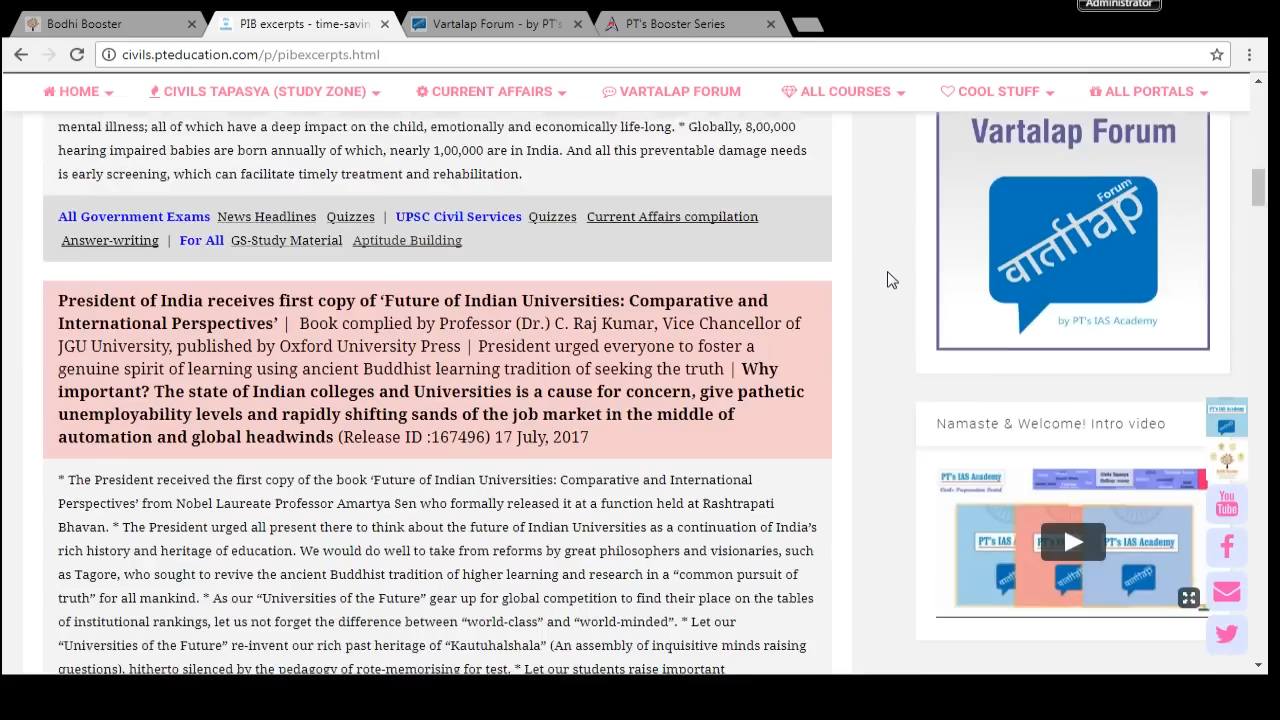 Administrator
Bodhi Booster
PIB excerpts - time-savin
Vartalap Forum - by PT's
PT's Booster Series
civils.pteducation.com/p/pibexcerpts.html
HOME
CIVILS TAPASYA (STUDY ZONE)
CURRENT AFFAIRS
VARTALAP FORUM
ALL COURSES
COOL STUFF
ALL PORTALS
mental illness; all of which have a deep impact on the child, emotionally and economically life-long. * Globally, 8,00,000
hearing impaired babies are born annually of which, nearly 1,00,000 are in India. And all this preventable damage needs
is early screening, which can facilitate timely treatment and rehabilitation.
All Government Exams News Headlines Quizzes | UPSC Civil Services Quizzes Current Affairs compilation
Answer-writing | For All GS-Study Material Aptitude Building
President of India receives first copy of ‘Future of Indian Universities: Comparative and
International Perspectives’ | Book complied by Professor (Dr.) C. Raj Kumar, Vice Chancellor of
JGU University, published by Oxford University Press | President urged everyone to foster a
genuine spirit of learning using ancient Buddhist learning tradition of seeking the truth | Why
important? The state of Indian colleges and Universities is a cause for concern, give pathetic
unemployability levels and rapidly shifting sands of the job market in the middle of
automation and global headwinds (Release ID :167496) 17 July, 2017
* The President received the first copy of the book ‘Future of Indian Universities: Comparative and International
Perspectives’ from Nobel Laureate Professor Amartya Sen who formally released it at a function held at Rashtrapati
Bhavan. * The President urged all present there to think about the future of Indian Universities as a continuation of India’s
rich history and heritage of education. We would do well to take from reforms by great philosophers and visionaries, such
as Tagore, who sought to revive the ancient Buddhist tradition of higher learning and research in a “common pursuit of
truth” for all mankind. * As our “Universities of the Future” gear up for global competition to find their place on the tables
of institutional rankings, let us not forget the difference between “world-class” and “world-minded”. * Let our
“Universities of the Future” re-invent our rich past heritage of “Kautuhalshala” (An assembly of inquisitive minds raising
questions), hitherto silenced by the pedagogy of rote-memorising for test. * Let our students raise important
Vartalap Forum
Forum
वार्तालाप
by PT's IAS Academy
Namaste & Welcome! Intro video
PT's IAS Academy
Civils Preparation Portal
PT's IAS Academy
You
Tube